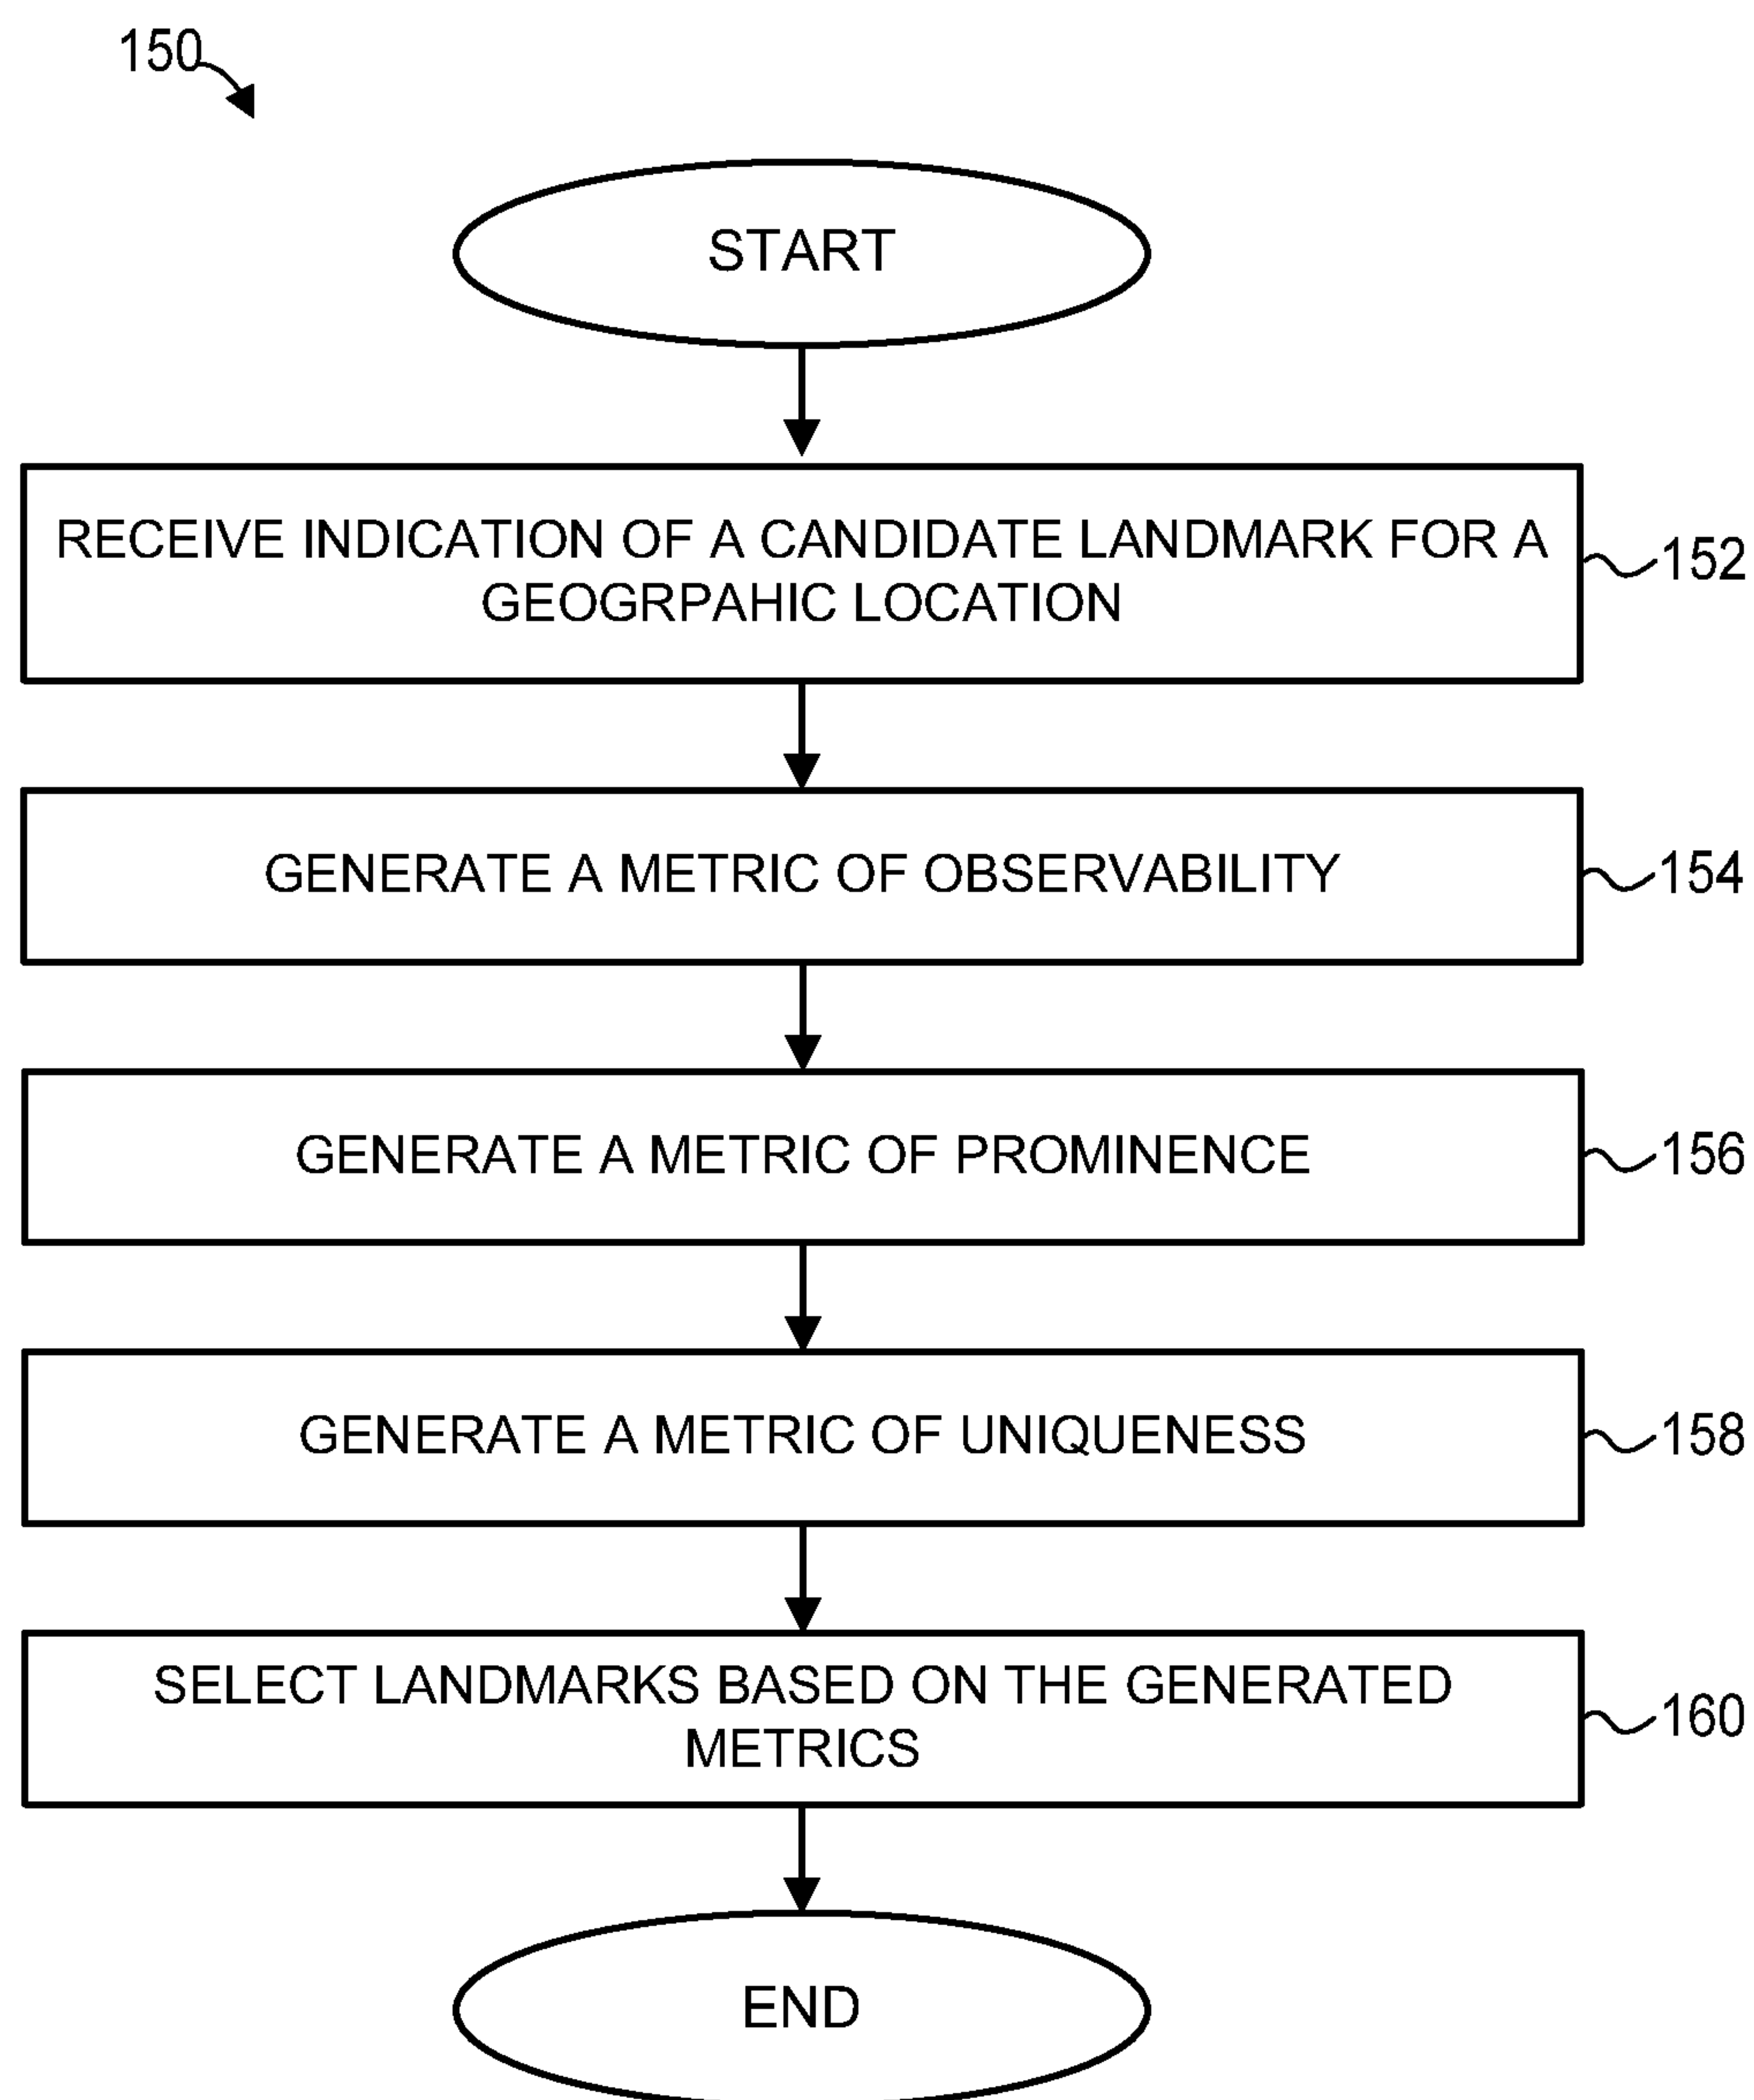 150
START
RECEIVE INDICATION OF A CANDIDATE LANDMARK FOR A
GEOGRPAHIC LOCATION
152
GENERATE A METRIC OF OBSERVABILITY
154
GENERATE A METRIC OF PROMINENCE
156
GENERATE A METRIC OF UNIQUENESS
158
SELECT LANDMARKS BASED ON THE GENERATED
METRICS
160
END